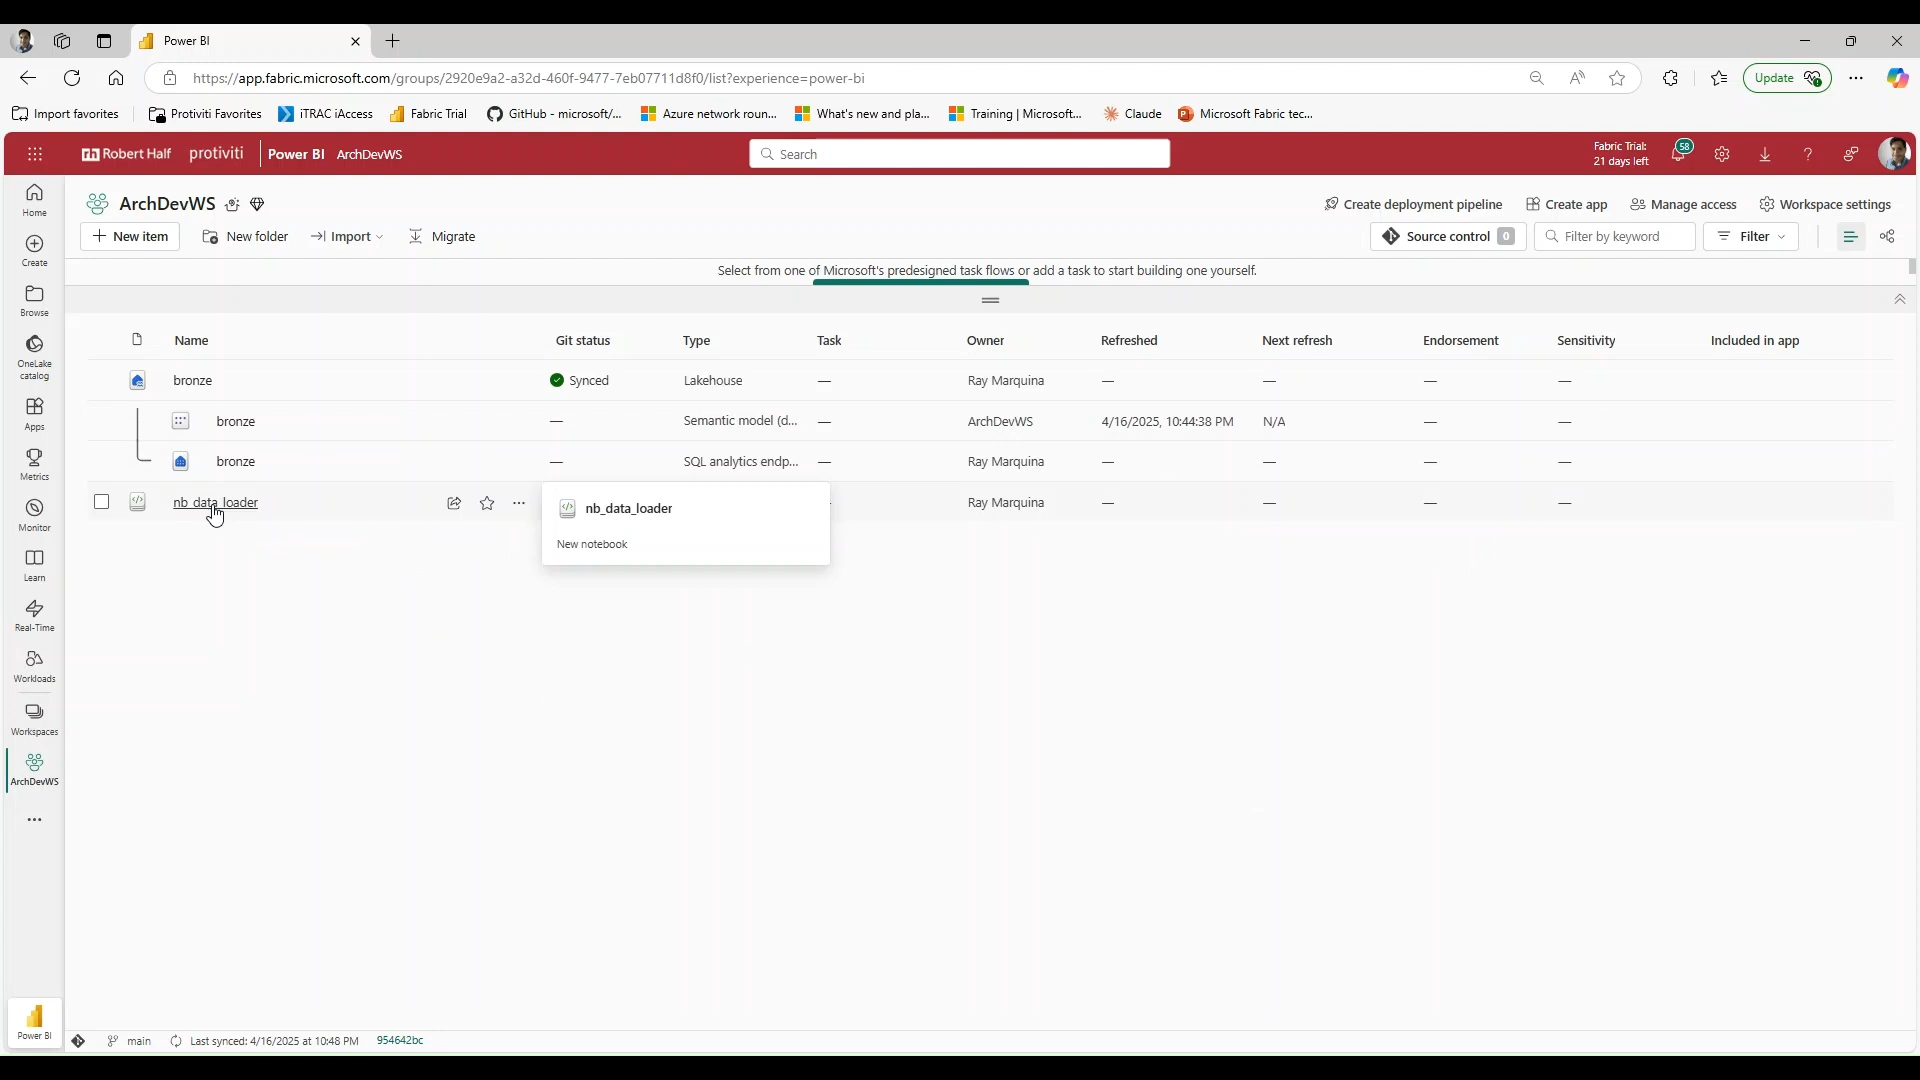 Power BI
https://app.fabric.microsoft.com/groups/2920e9a2-a32d-460f-9477-7eb07711d8f0/list?experience=power-bi
Update
Import favorites
Protiviti Favorites
iTRAC iAccess
Fabric Trial
GitHub - microsoft/...
Azure network roun...
What's new and pla...
Training | Microsoft...
Claude
Microsoft Fabric tec...
rh Robert Half protiviti Power BI ArchDevWS
Search
Fabric Trial:
21 days left
58
Home
Create
Browse
OneLake
catalog
Apps
Metrics
Monitor
Learn
Real-Time
Workloads
Workspaces
ArchDevWS
Power BI
ArchDevWS
Create deployment pipeline
Create app
Manage access
Workspace settings
New item
New folder
Import
Migrate
Source control 0
Filter by keyword
Filter
Select from one of Microsoft's predesigned task flows or add a task to start building one yourself.
Name Git status Type Task Owner Refreshed Next refresh Endorsement Sensitivity Included in app
bronze Synced Lakehouse — Ray Marquina — — — —
bronze — Semantic model (d... — ArchDevWS 4/16/2025, 10:44:38 PM N/A — —
bronze — SQL analytics endp... — Ray Marquina — — — —
nb_data_loader Ray Marquina — — — —
nb_data_loader
New notebook
main
Last synced: 4/16/2025 at 10:48 PM
954642bc